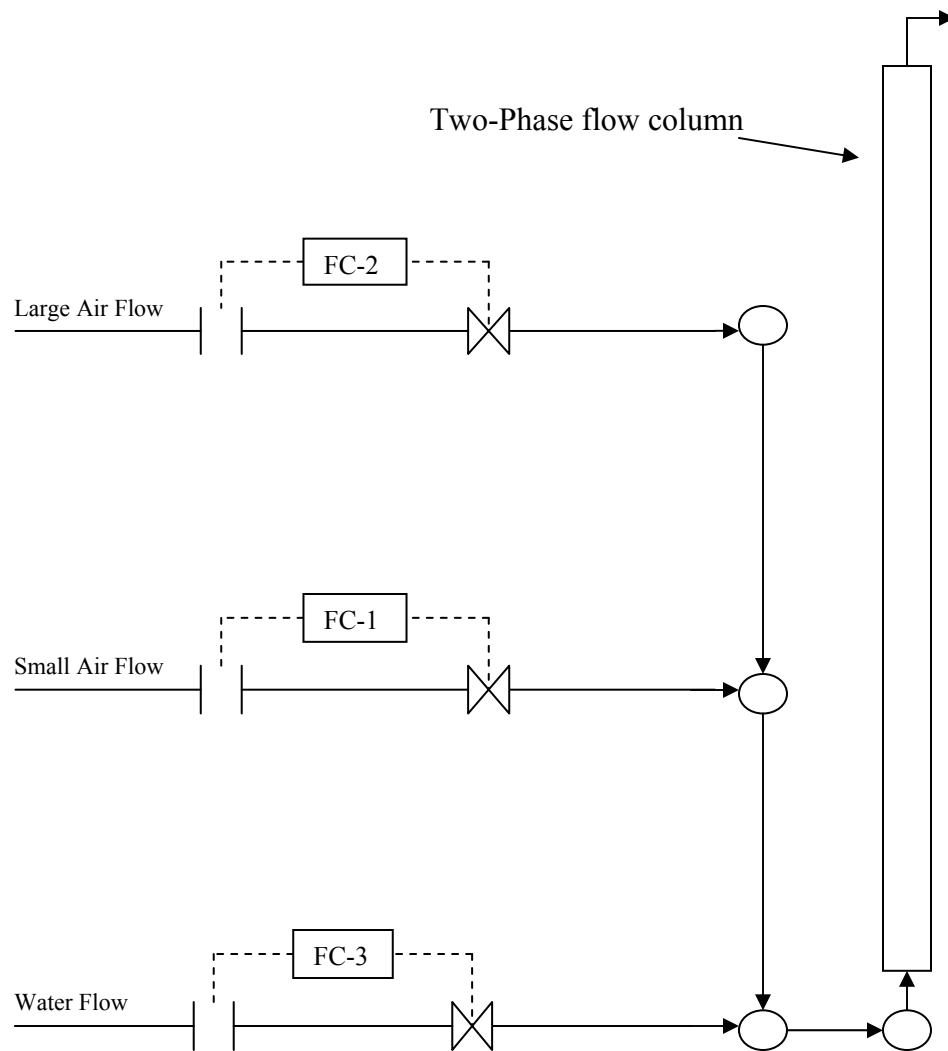 Two-Phase flow column
FC-2
Large Air Flow
FC-1
Small Air Flow
FC-3
Water Flow